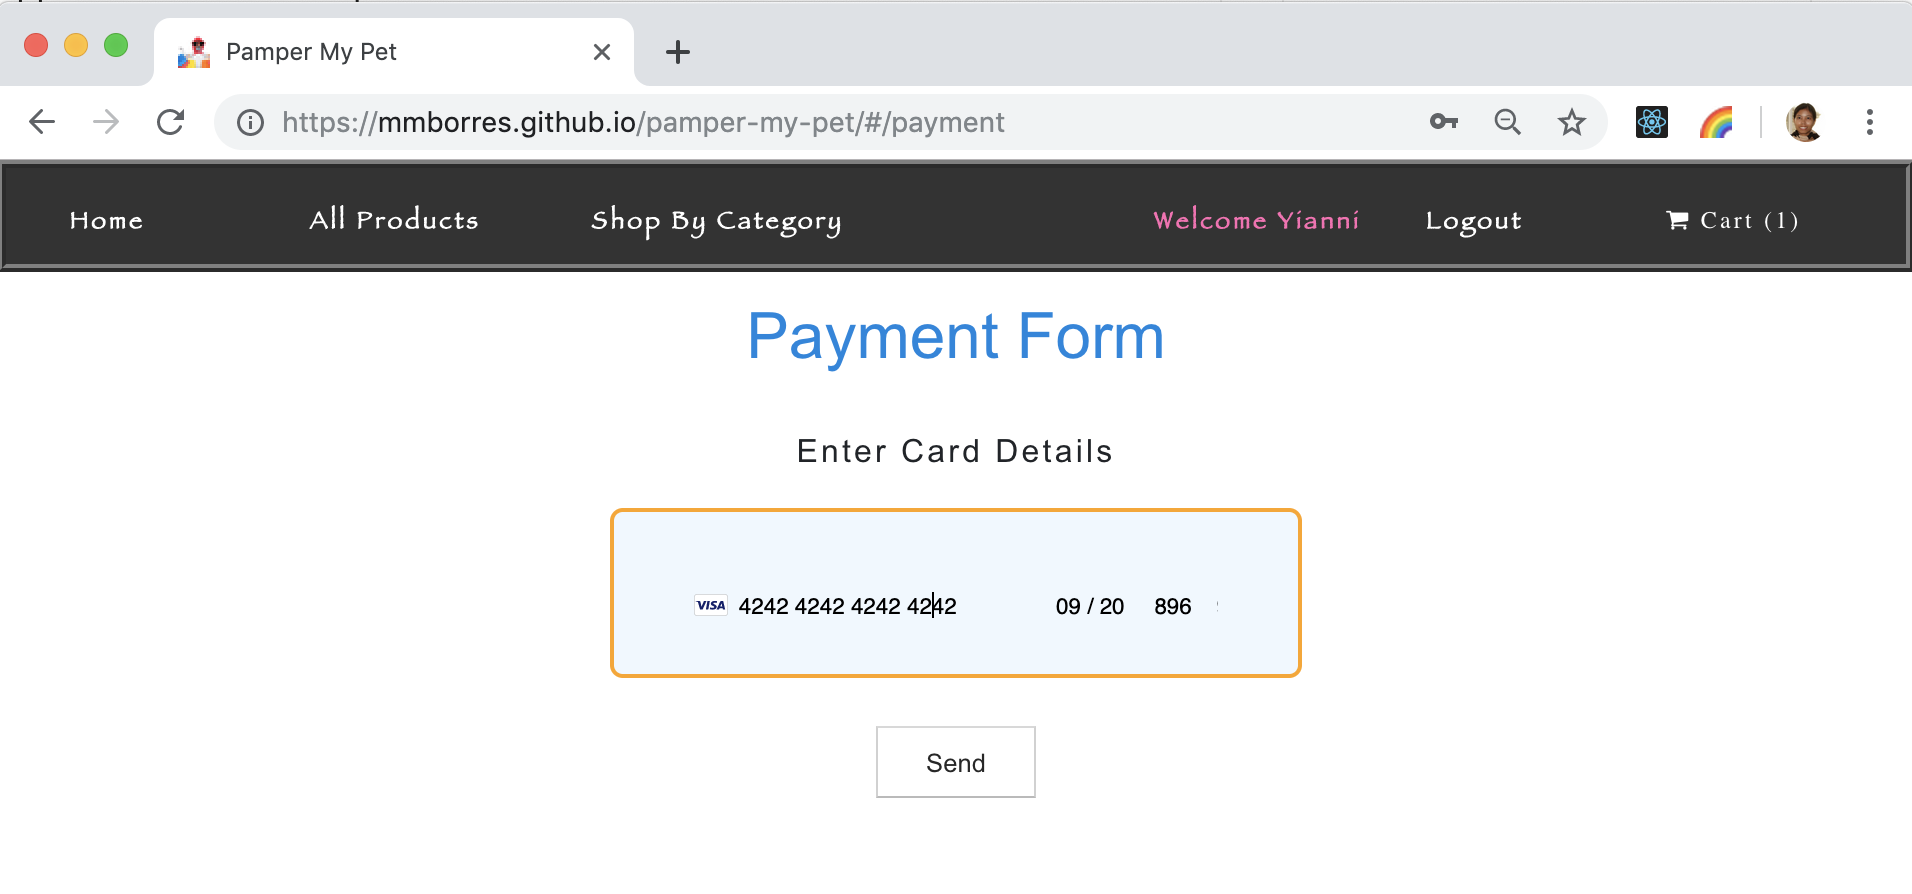 Pamper My Pet
https://mmborres.github.io/pamper-my-pet/#/payment
Home All Products Shop By Category Welcome Yianni Logout Cart (1)
Payment Form
Enter Card Details
VISA 4242 4242 4242 4242 09 / 20 896
Send